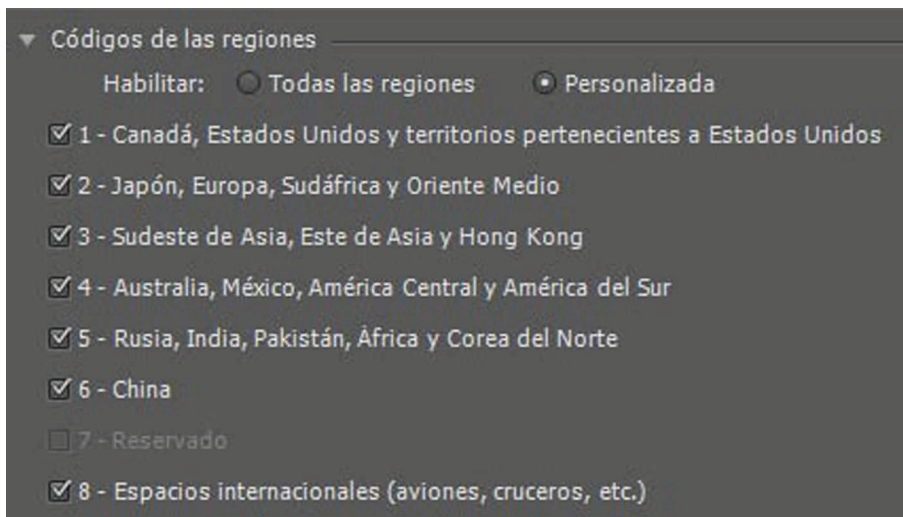 Códigos de las regiones
Habilitar: Todas las regiones Personalizada
1 - Canadá, Estados Unidos y territorios pertenecientes a Estados Unidos
2 - Japón, Europa, Sudáfrica y Oriente Medio
3 - Sudeste de Asia, Este de Asia y Hong Kong
4 - Australia, México, América Central y América del Sur
5 - Rusia, India, Pakistán, África y Corea del Norte
6 - China
7 - Reservado
8 - Espacios internacionales (aviones, cruceros, etc.)